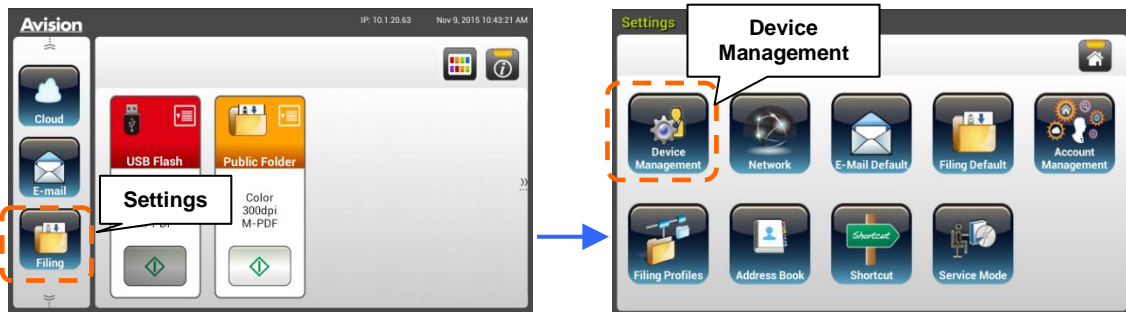 Avision
IP: 10.1.20.63 Nov 9, 2015 10:43:21 AM
Cloud
E-mail
Filing
USB Flash
Public Folder
Color
300dpi
M-PDF
Settings
Settings
Device
Management
Device
Management
Network
E-Mail Default
Filing Default
Account
Management
Filing Profiles
Address Book
Shortcut
Shortcut
Service Mode